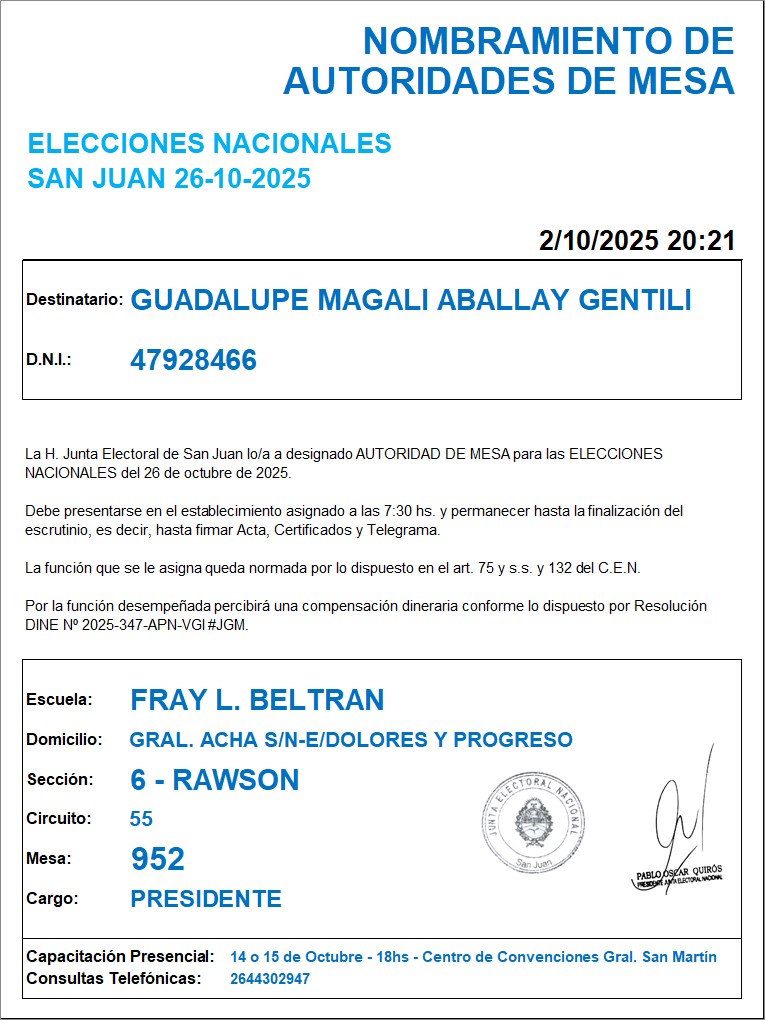 NOMBRAMIENTO DE
AUTORIDADES DE MESA
ELECCIONES NACIONALES
SAN JUAN 26-10-2025
2/10/2025 20:21
Destinatario: GUADALUPE MAGALI ABALLAY GENTILI
D.N.I.: 47928466
La H. Junta Electoral de San Juan lo/a a designado AUTORIDAD DE MESA para las ELECCIONES
NACIONALES del 26 de octubre de 2025.
Debe presentarse en el establecimiento asignado a las 7:30 hs. y permanecer hasta la finalización del
escrutinio, es decir, hasta firmar Acta, Certificados y Telegrama.
La función que se le asigna queda normada por lo dispuesto en el art. 75 y s.s. y 132 del C.E.N.
Por la función desempeñada percibirá una compensación dineraria conforme lo dispuesto por Resolución
DINE Nº 2025-347-APN-VGI#JGM.
Escuela: FRAY L. BELTRAN
Domicilio: GRAL. ACHA S/N-E/DOLORES Y PROGRESO
Sección: 6 - RAWSON
Circuito: 55
Mesa: 952
Cargo: PRESIDENTE
JUNTA ELECTORAL NACIONAL
San Juan
PABLO OSCAR QUIRÓS
PRESIDENTE JUNTA ELECTORAL NACIONAL
Capacitación Presencial: 14 o 15 de Octubre - 18hs - Centro de Convenciones Gral. San Martín
Consultas Telefónicas: 2644302947